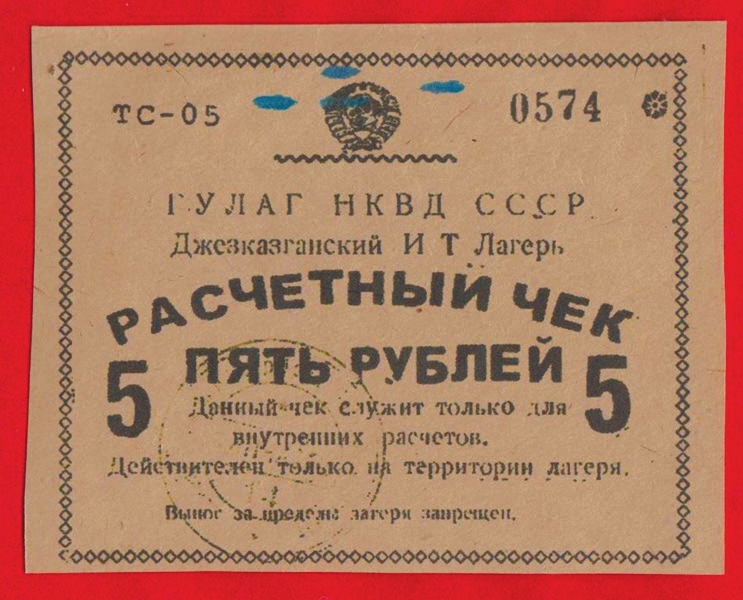 ТС-05 0574
ГУЛАГ НКВД СССР
Джезказганский И Т Лагерь
РАСЧЕТНЫЙ ЧЕК
5 ПЯТЬ РУБЛЕЙ 5
Данный чек служит только для
внутренних расчетов.
Действителен только на территории лагеря.
Вынос за пределы лагеря запрещен.